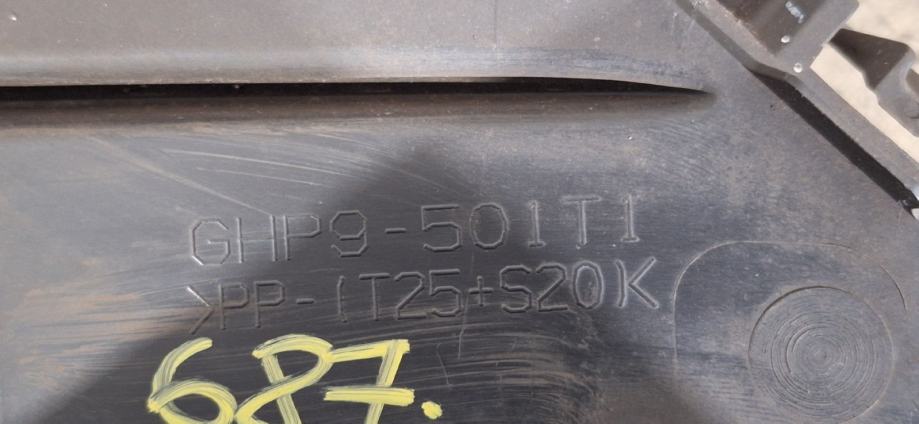 GHP9-501T1
>PP-(T25+S20)<
687.